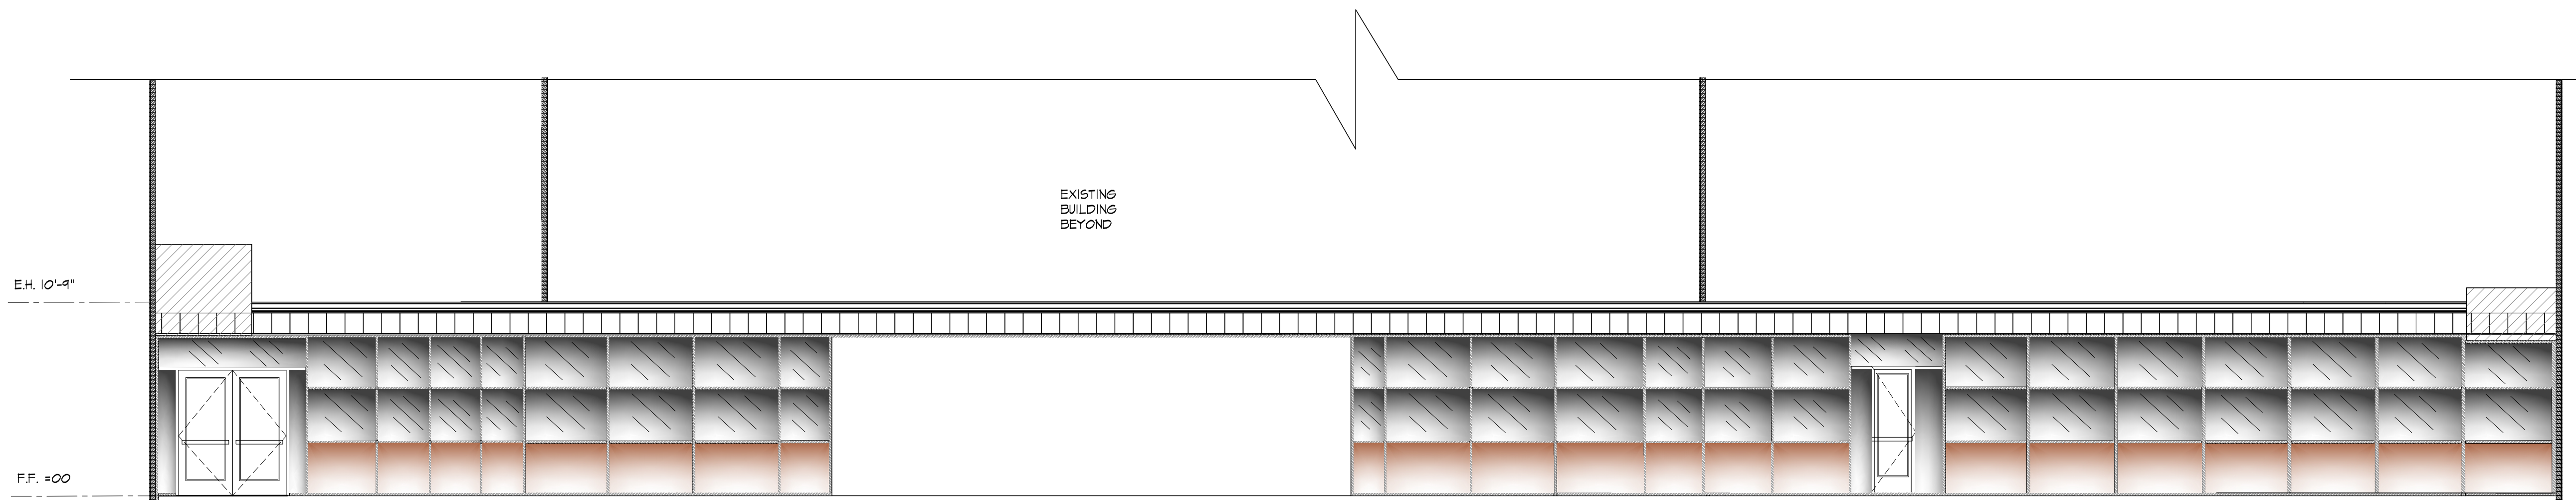 EXISTING
BUILDING
BEYOND
E.H. 10'-9"
F.F. =00